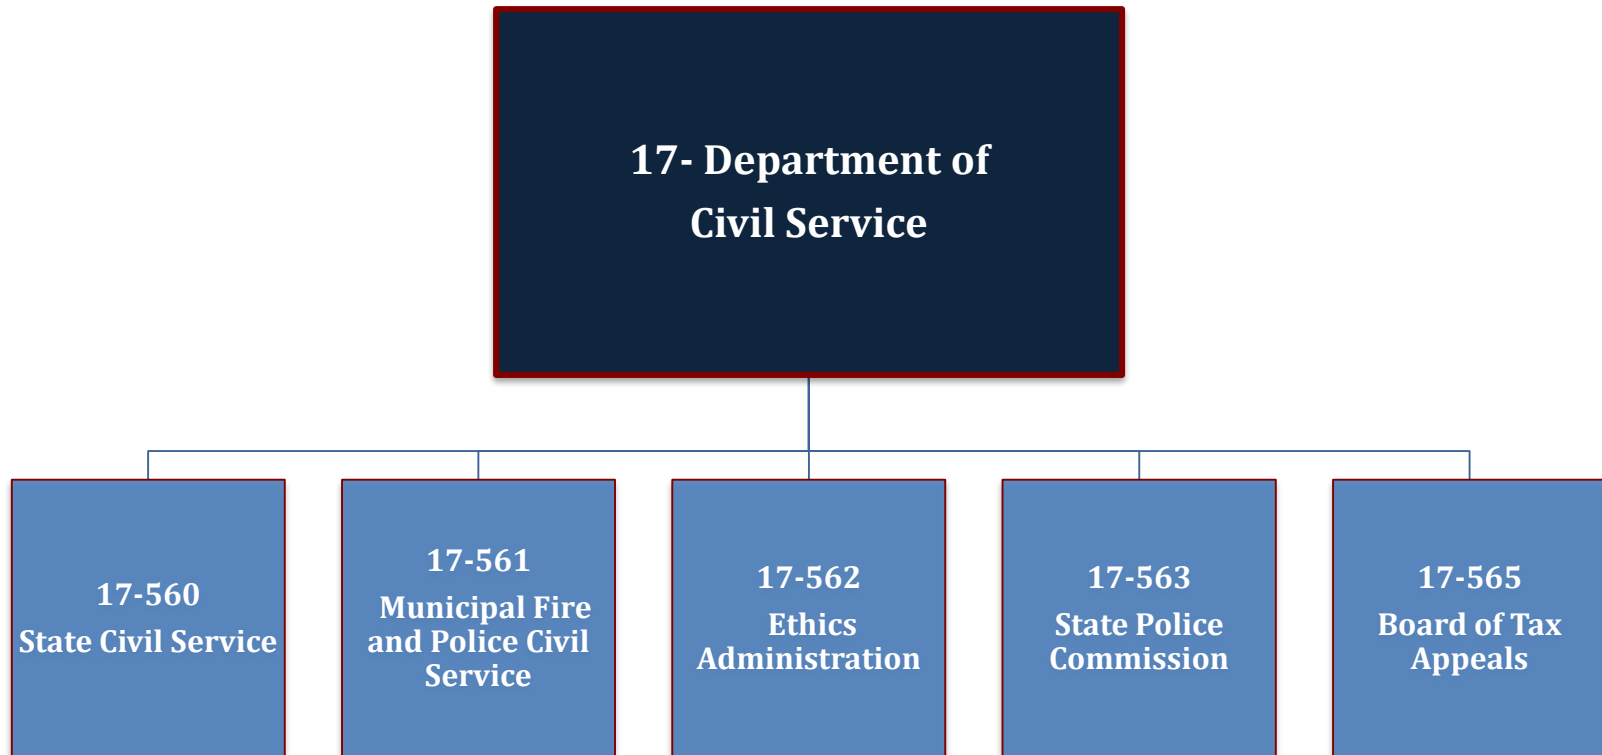 17- Department of
Civil Service
17-560
State Civil Service
17-561
Municipal Fire
and Police Civil
Service
17-562
Ethics
Administration
17-563
State Police
Commission
17-565
Board of Tax
Appeals